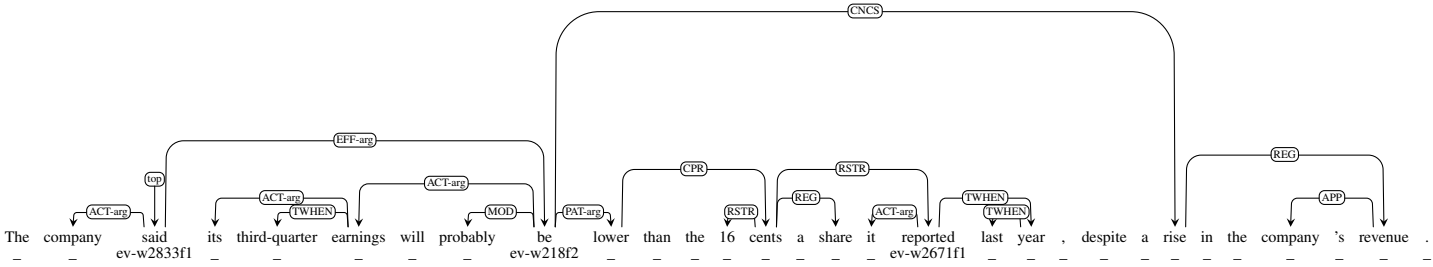 CNCS
EFF-arg
top ACT-arg CPR RSTR REG
ACT-arg ACT-arg TWHEN MOD PAT-arg RSTR REG ACT-arg TWHEN TWHEN APP
The company said its third-quarter earnings will probably be lower than the 16 cents a share it reported last year , despite a rise in the company 's revenue .
_ _ ev-w2833f1 _ _ _ _ _ ev-w218f2 _ _ _ _ _ _ _ _ ev-w2671f1 _ _ _ _ _ _ _ _ _ _ _ _